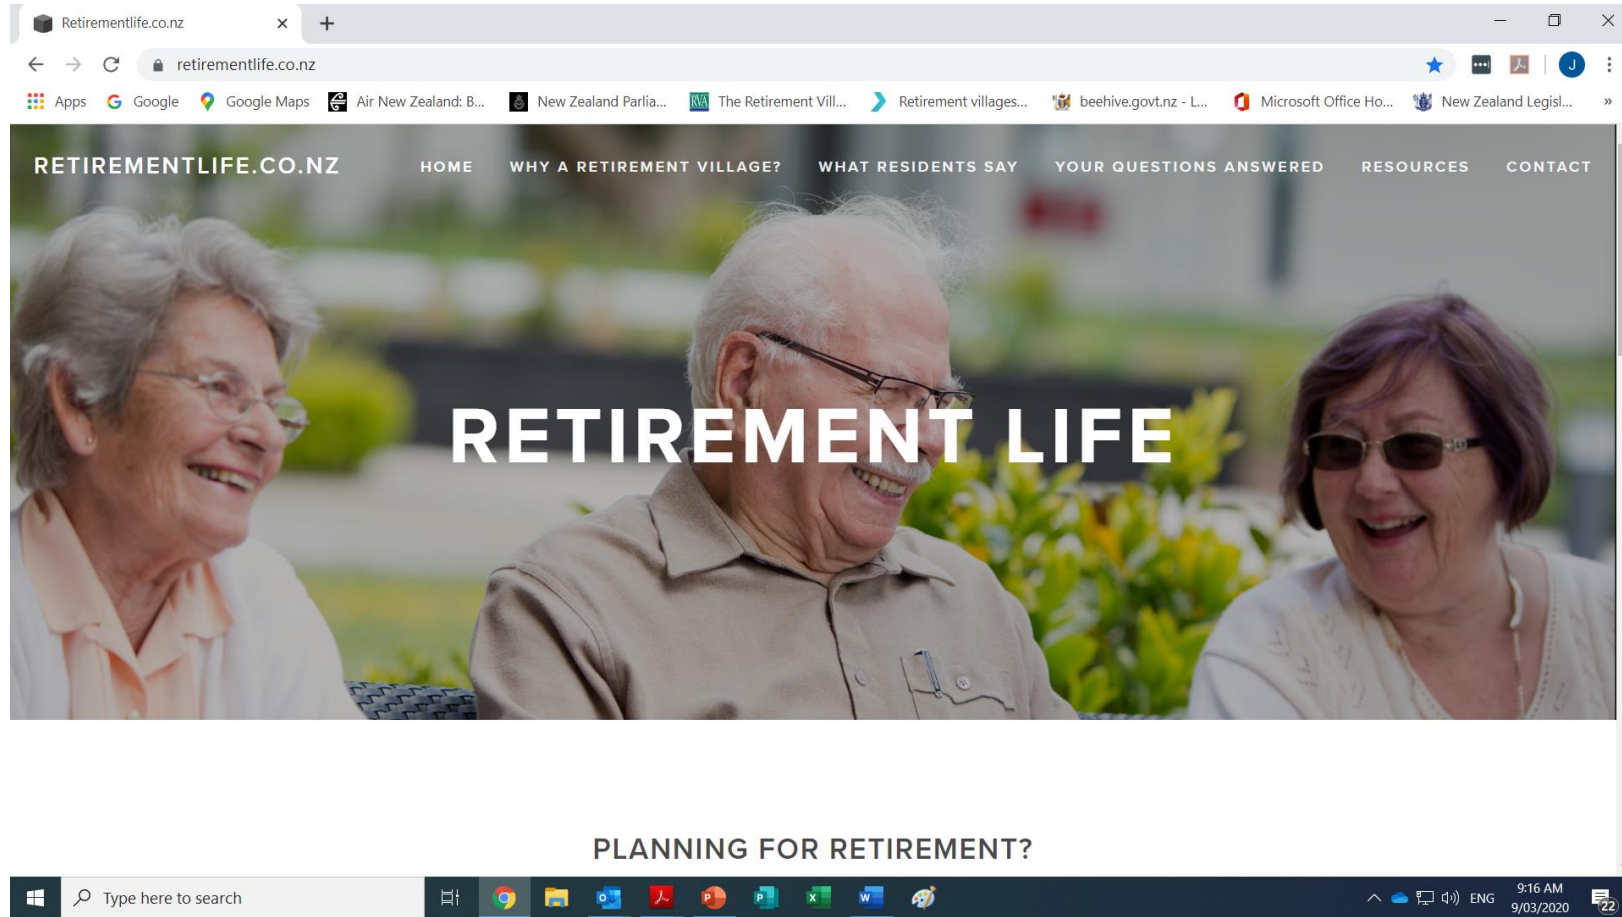 Retirementlife.co.nz
retirementlife.co.nz
Apps Google Google Maps Air New Zealand: B... New Zealand Parlia... RVA The Retirement Vill... Retirement villages... beehive.govt.nz - L... Microsoft Office Ho... New Zealand Legisl... »
J
RETIREMENTLIFE.CO.NZ HOME WHY A RETIREMENT VILLAGE? WHAT RESIDENTS SAY YOUR QUESTIONS ANSWERED RESOURCES CONTACT
RETIREMENT LIFE
PLANNING FOR RETIREMENT?
Type here to search
ENG
9:16 AM
9/03/2020
22